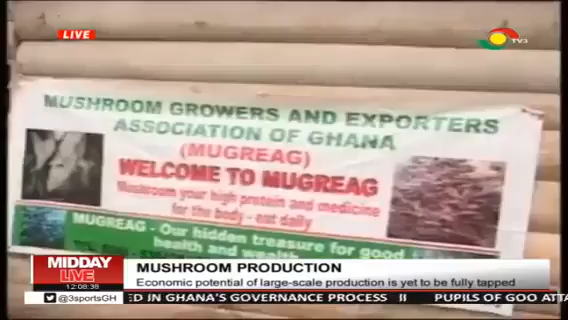 LIVE
TV3
MUSHROOM GROWERS AND EXPORTERS
ASSOCIATION OF GHANA
(MUGREAG)
WELCOME TO MUGREAG
Mushroom your high protein and medicine
for the body - eat daily
MUGREAG - Our hidden treasure for good
health and wealth
MIDDAY
LIVE
12:08:38
MUSHROOM PRODUCTION
Economic potential of large-scale production is yet to be fully tapped
@3sportsGH
ED IN GHANA'S GOVERNANCE PROCESS II PUPILS OF GOO ATTA